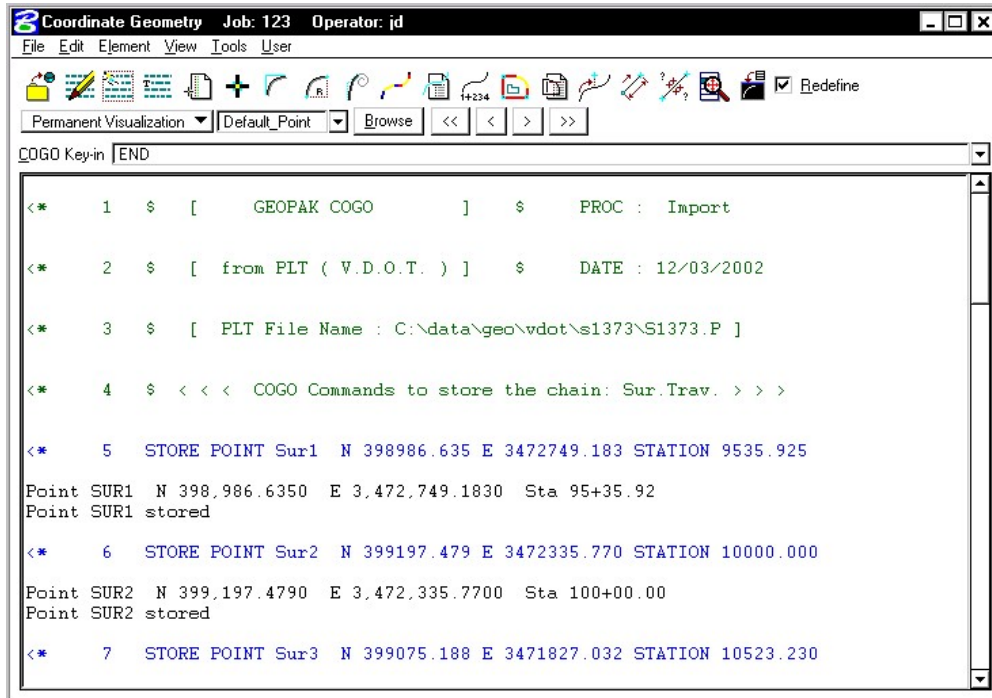 Coordinate Geometry Job: 123 Operator: jd
File Edit Element View Tools User
1+234
Redefine
Permanent Visualization Default_Point Browse << < > >>
COGO Key-in END
<* 1 $ [ GEOPAK COGO ] $ PROC : Import
<* 2 $ [ from PLT ( V.D.O.T. ) ] $ DATE : 12/03/2002
<* 3 $ [ PLT File Name : C:\data\geo\vdot\s1373\S1373.P ]
<* 4 $ < < < COGO Commands to store the chain: Sur.Trav. > > >
<* 5 STORE POINT Sur1 N 398986.635 E 3472749.183 STATION 9535.925
Point SUR1 N 398,986.6350 E 3,472,749.1830 Sta 95+35.92
Point SUR1 stored
<* 6 STORE POINT Sur2 N 399197.479 E 3472335.770 STATION 10000.000
Point SUR2 N 399,197.4790 E 3,472,335.7700 Sta 100+00.00
Point SUR2 stored
<* 7 STORE POINT Sur3 N 399075.188 E 3471827.032 STATION 10523.230